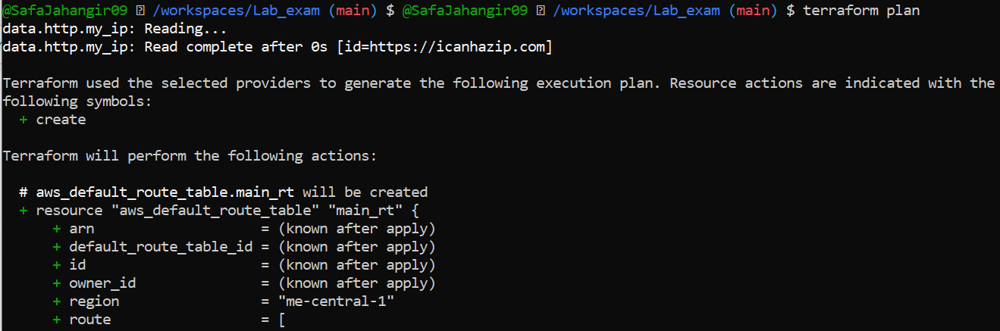 @SafaJahangir09 /workspaces/Lab_exam (main) $ @SafaJahangir09 /workspaces/Lab_exam (main) $ terraform plan
data.http.my_ip: Reading...
data.http.my_ip: Read complete after 0s [id=https://icanhazip.com]
Terraform used the selected providers to generate the following execution plan. Resource actions are indicated with the
following symbols:
+ create
Terraform will perform the following actions:
# aws_default_route_table.main_rt will be created
+ resource "aws_default_route_table" "main_rt" {
+ arn = (known after apply)
+ default_route_table_id = (known after apply)
+ id = (known after apply)
+ owner_id = (known after apply)
+ region = "me-central-1"
+ route = [